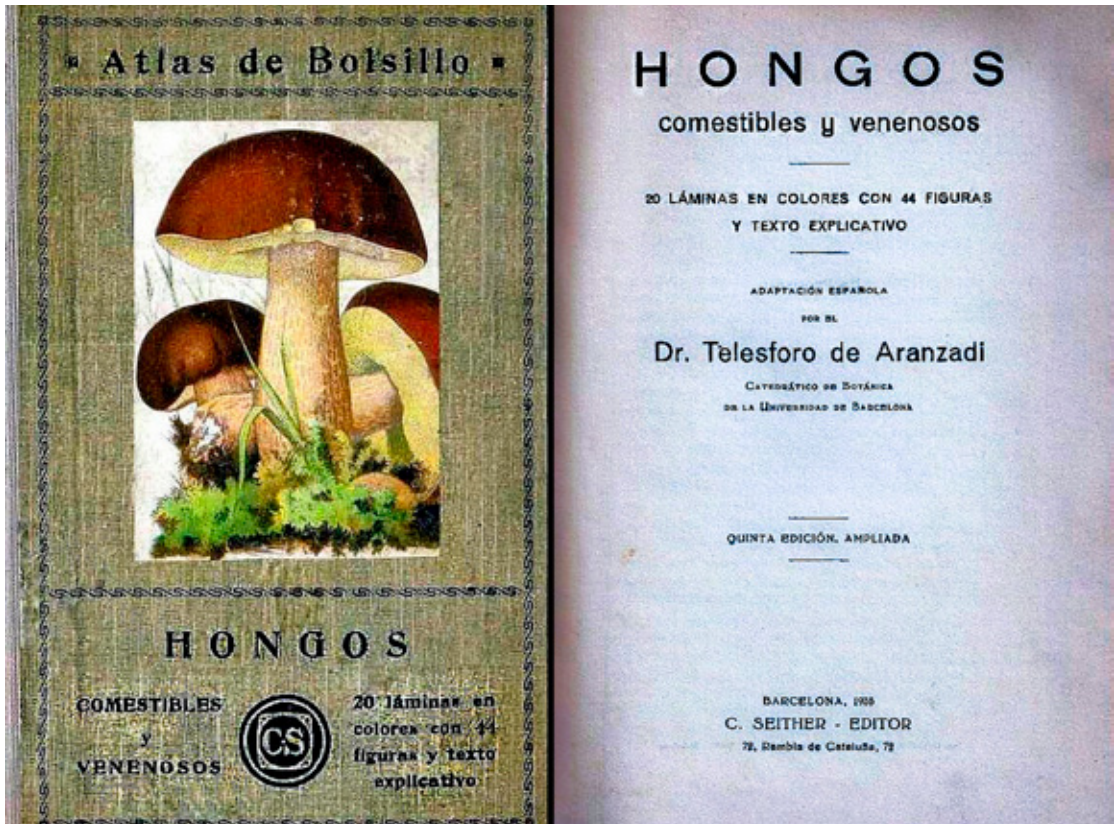 Atlas de Bolsillo
HONGOS
COMESTIBLES
y
VENENOSOS
CS
20 láminas en
colores con 44
figuras y texto
explicativo
HONGOS
comestibles y venenosos
20 LÁMINAS EN COLORES CON 44 FIGURAS
Y TEXTO EXPLICATIVO
ADAPTACIÓN ESPAÑOLA
POR EL
Dr. Telesforo de Aranzadi
CATEDRÁTICO DE BOTÁNICA
DE LA UNIVERSIDAD DE BARCELONA
QUINTA EDICIÓN, AMPLIADA
BARCELONA,
C. SEITHER - EDITOR
72, Rambla de Cataluña, 72